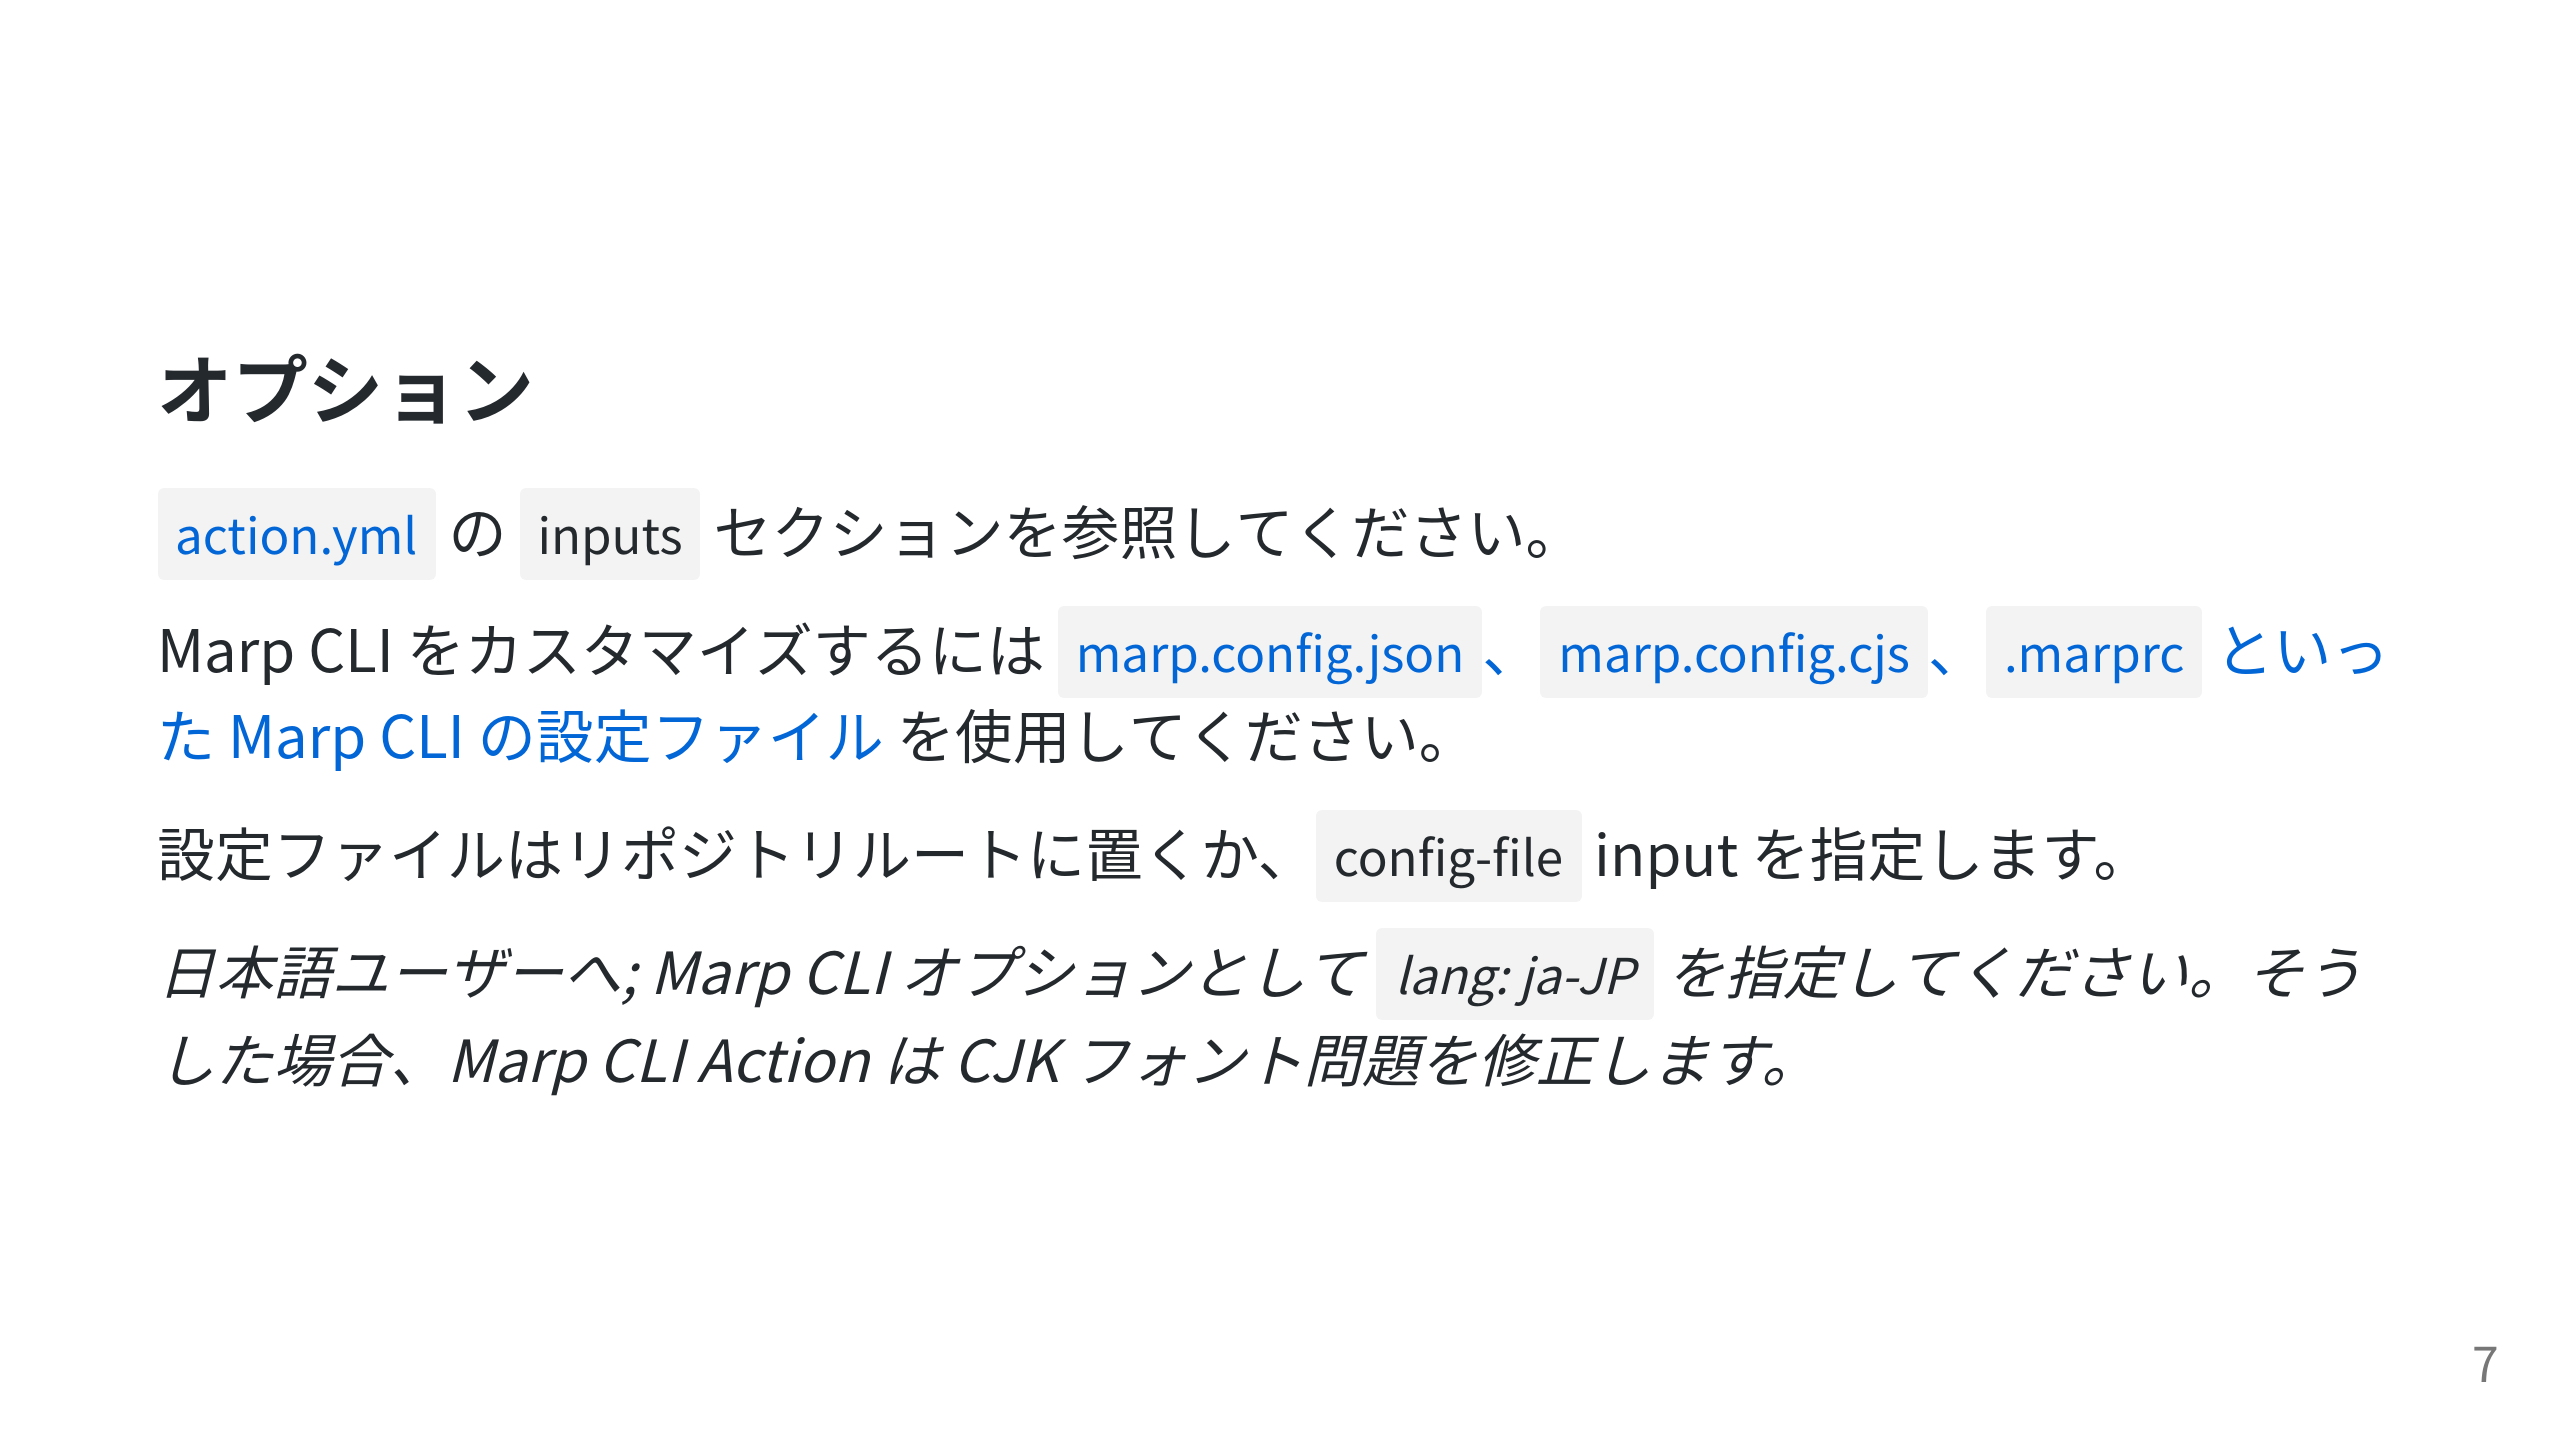 オプション
action.yml の inputs セクションを参照してください。
Marp CLI をカスタマイズするには marp.config.json、 marp.config.cjs、 .marprc といっ
た Marp CLI の設定ファイル を使用してください。
設定ファイルはリポジトリルートに置くか、 config-file input を指定します。
日本語ユーザーへ; Marp CLI オプションとして lang: ja-JP を指定してください。そう
した場合、Marp CLI Action は CJK フォント問題を修正します。
7